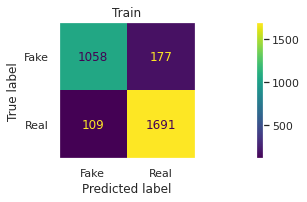 Train
Fake
1058
177
Real
109
1691
Fake
Real
True label
Predicted label
1500
1000
500